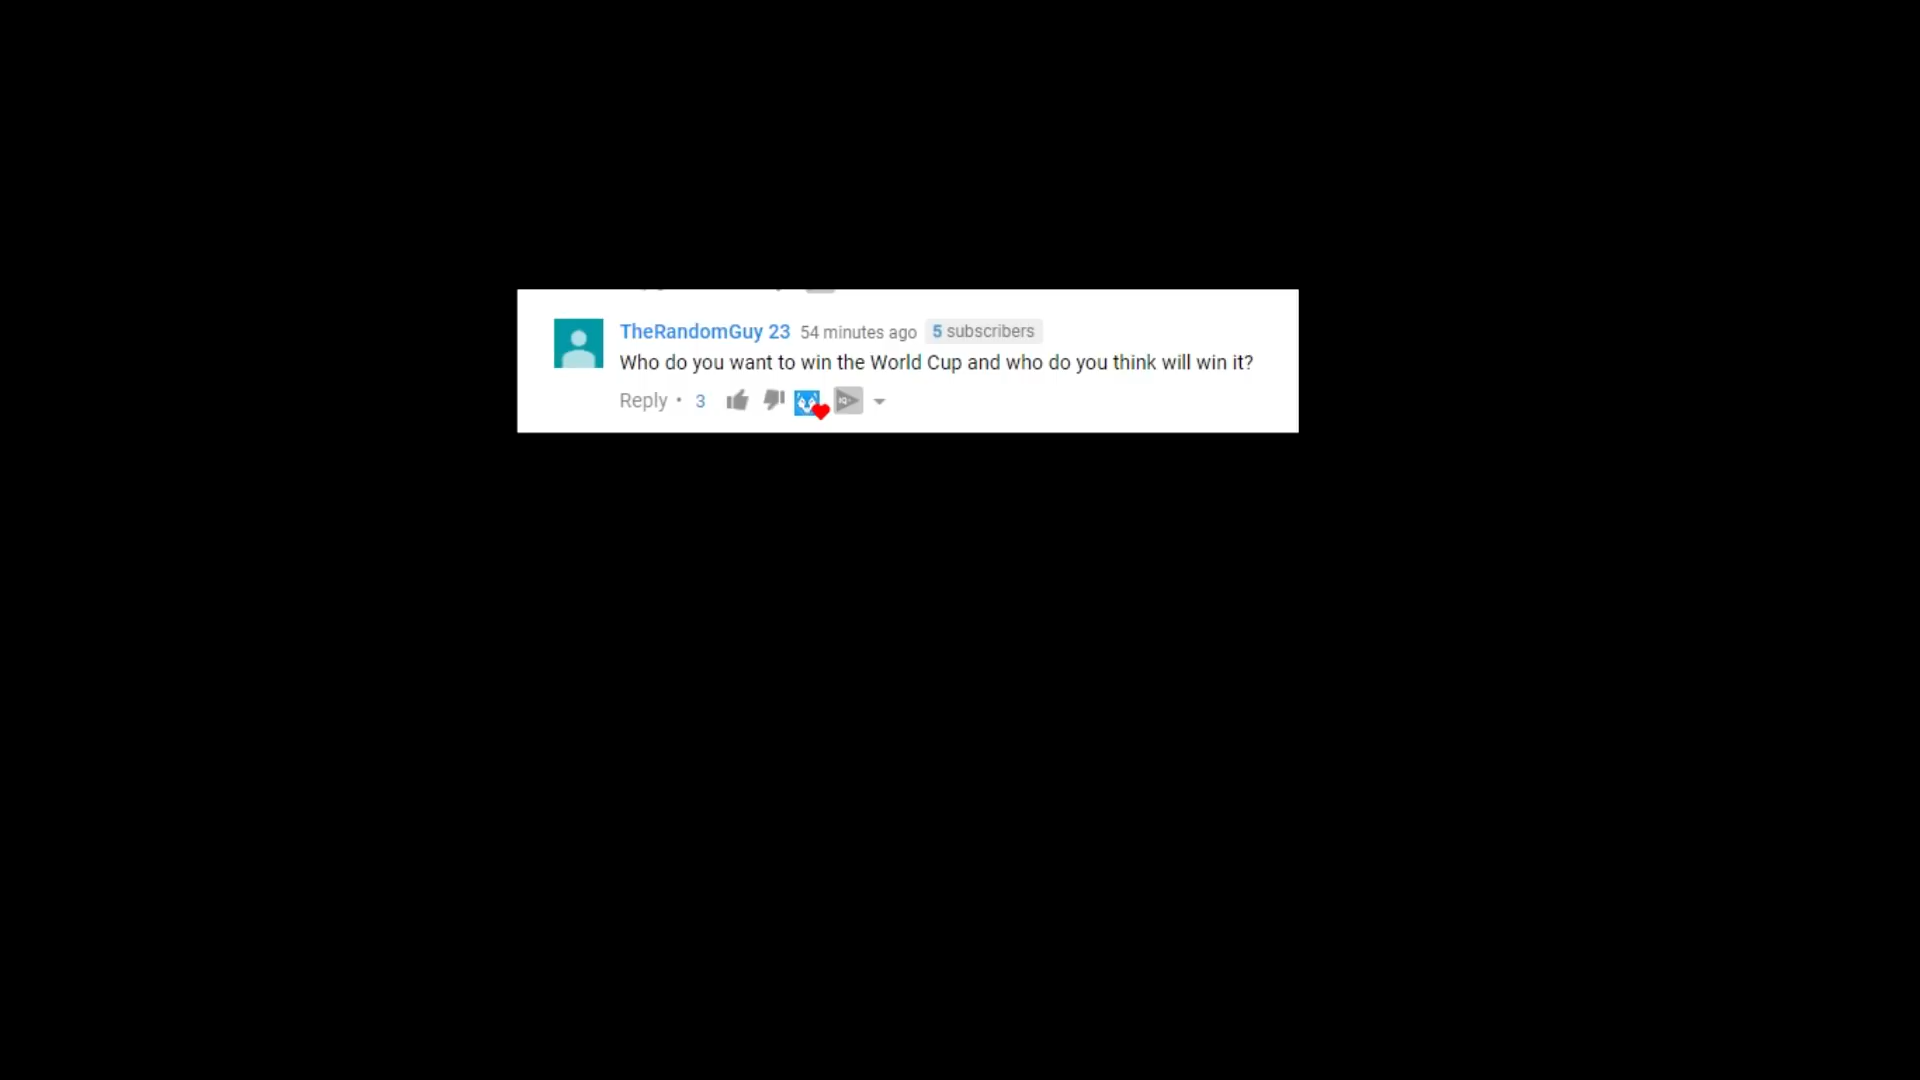 TheRandomGuy 23 54 minutes ago 5 subscribers
Who do you want to win the World Cup and who do you think will win it?
Reply • 3